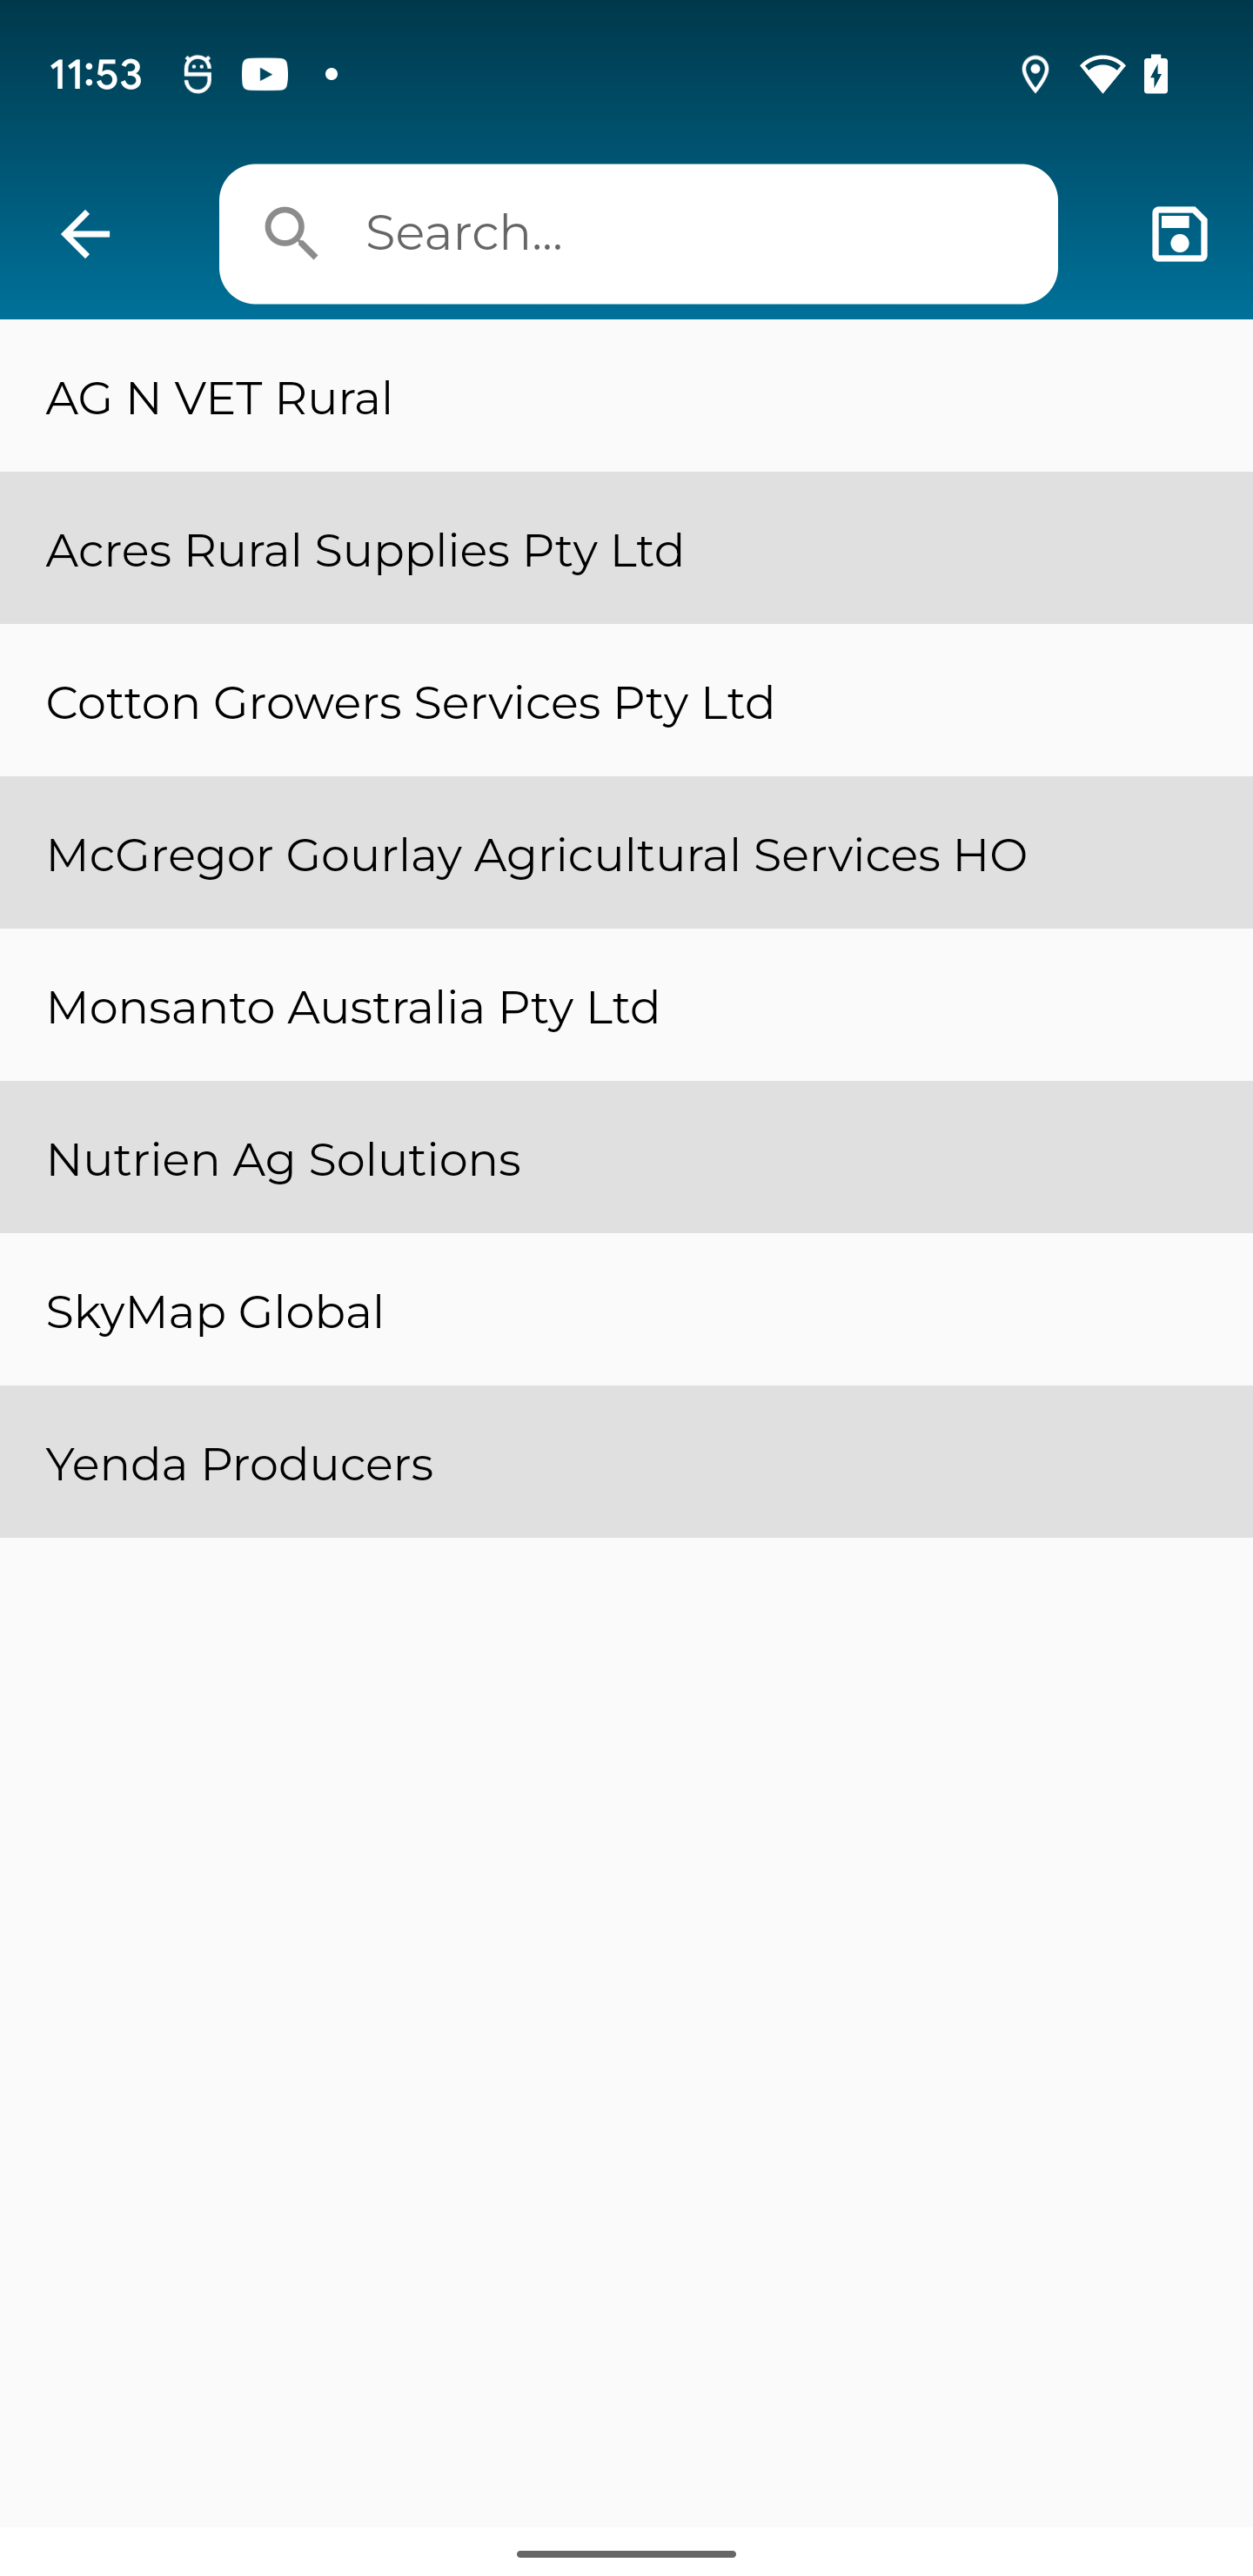 11:53
Search...
AG N VET Rural
Acres Rural Supplies Pty Ltd
Cotton Growers Services Pty Ltd
McGregor Gourlay Agricultural Services HO
Monsanto Australia Pty Ltd
Nutrien Ag Solutions
SkyMap Global
Yenda Producers